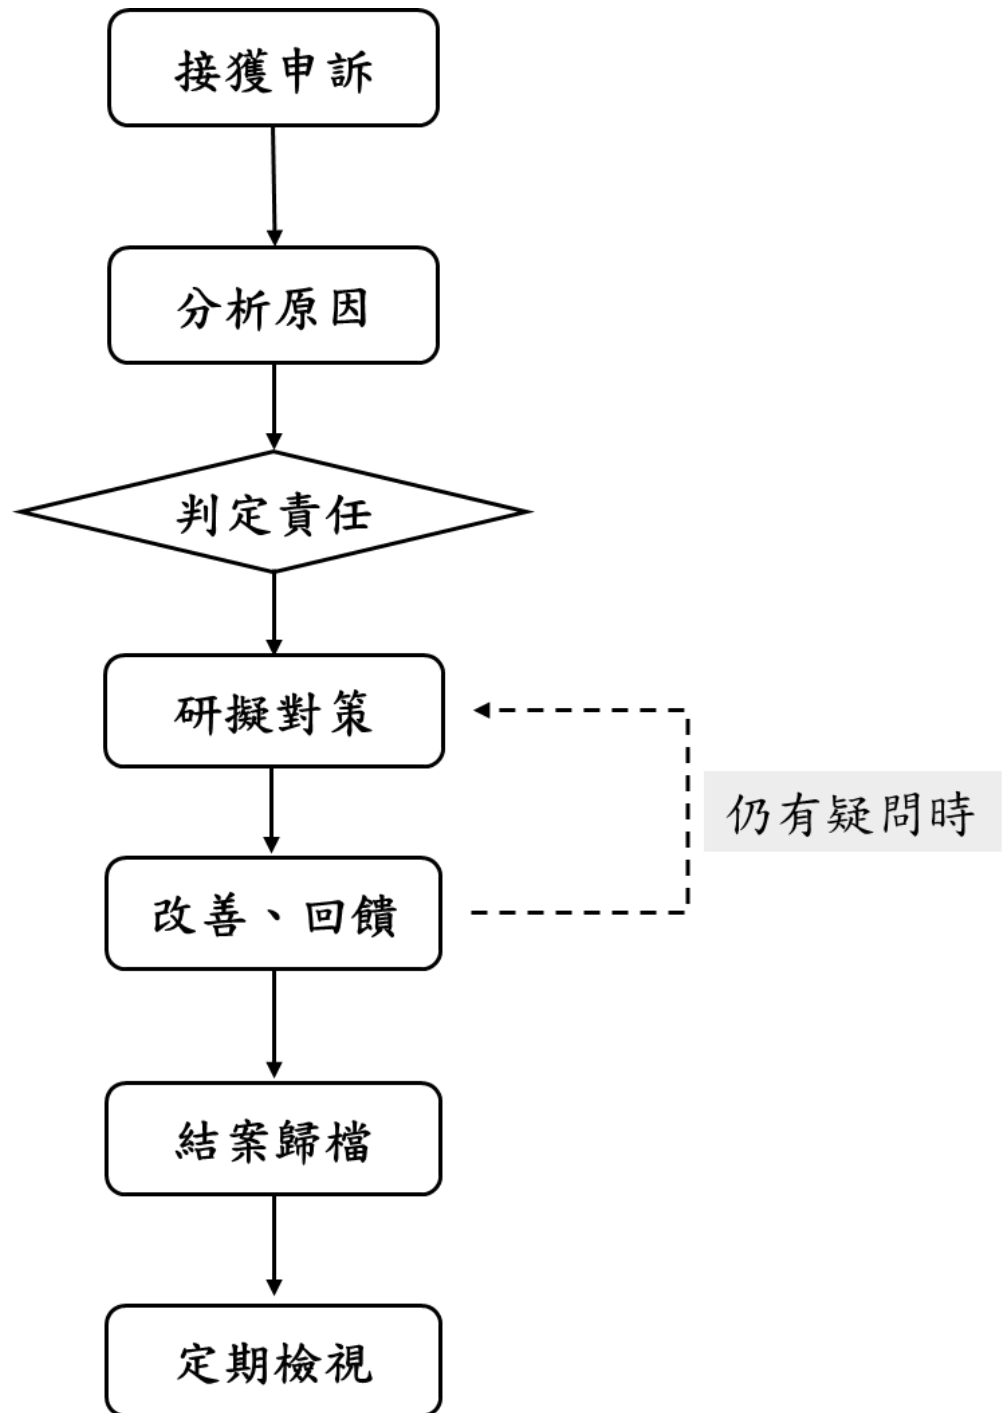 接獲申訴
分析原因
判定責任
研擬對策
仍有疑問時
改善、回饋
結案歸檔
定期檢視